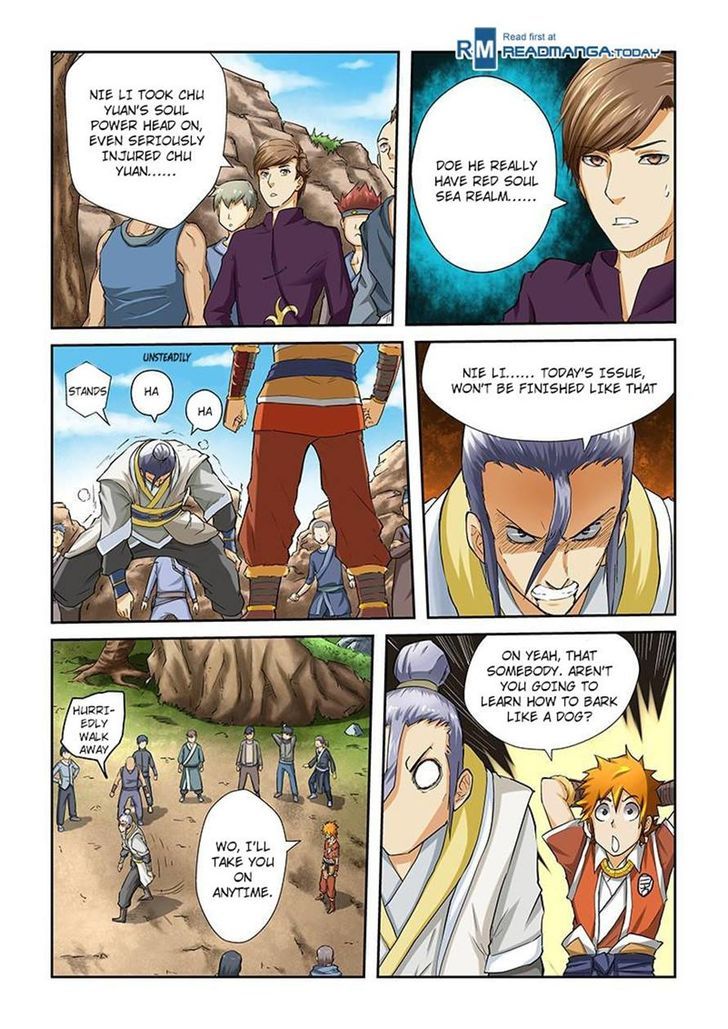 Read first at
RM READMANGA.TODAY
NIE LI TOOK CHU
YUAN'S SOUL
POWER HEAD ON,
EVEN SERIOUSLY
INJURED CHU
YUAN......
DOE HE REALLY
HAVE RED SOUL
SEA REALM......
UNSTEADILY
STANDS
HA
HA
NIE LI...... TODAY'S ISSUE,
WON'T BE FINISHED LIKE THAT
HURRI-
EDLY
WALK
AWAY
WO, I'LL
TAKE YOU
ON
ANYTIME.
OH YEAH, THAT
SOMEBODY. AREN'T
YOU GOING TO
LEARN HOW TO BARK
LIKE A DOG?